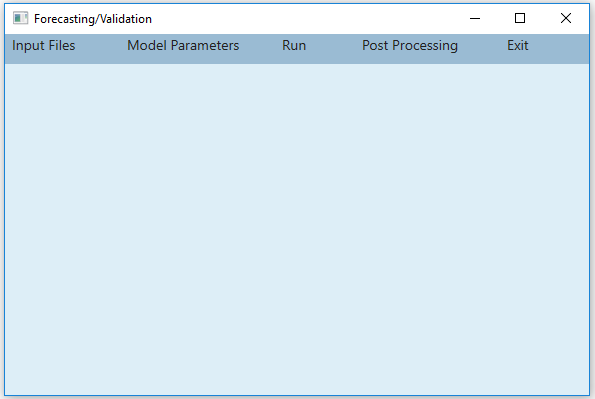 Forecasting/Validation
Input Files Model Parameters Run Post Processing Exit